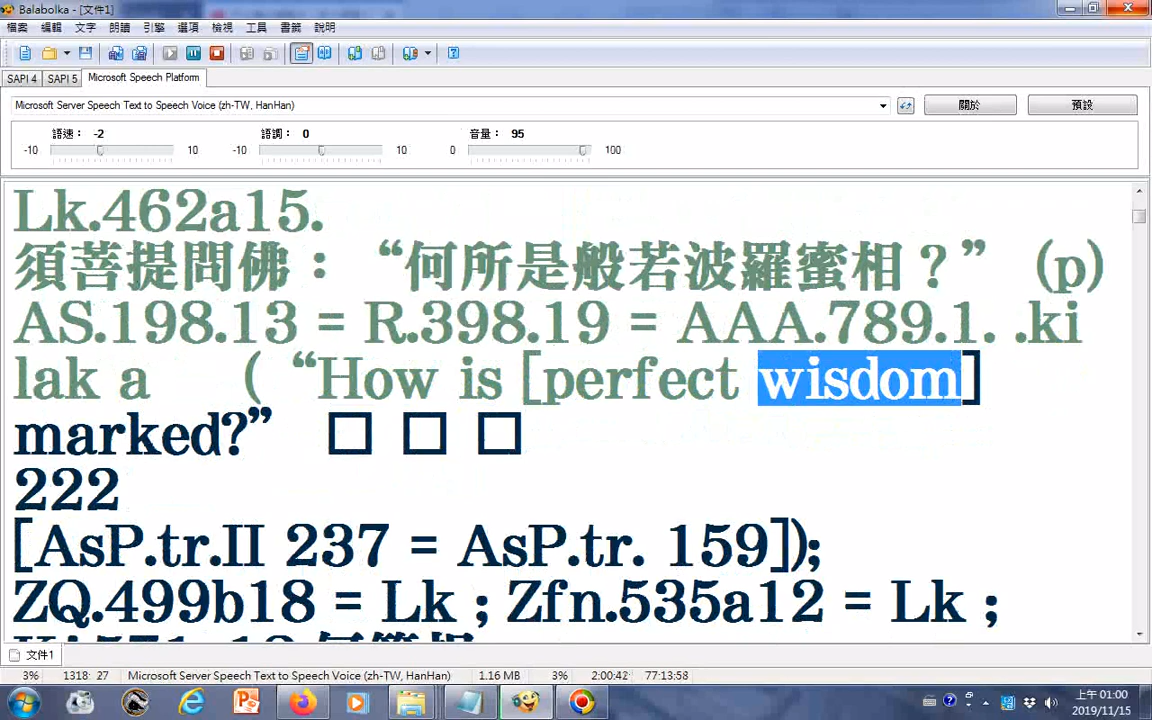 Balabolka - [文件1]
檔案 編輯 文字 朗讀 引擎 選項 檢視 工具 書籤 說明
SAPI 4 SAPI 5 Microsoft Speech Platform
Microsoft Server Speech Text to Speech Voice (zh-TW, HanHan) 關於 預設
語速： -2 語調： 0 音量： 95
-10 10 -10 10 0 100
Lk.462a15.
須菩提問佛：“何所是般若波羅蜜相？” (p)
AS.198.13 = R.398.19 = AAA.789.1. .ki
lak a (“How is [perfect wisdom]
marked?” □ □ □
222
[AsP.tr.II 237 = AsP.tr. 159]);
ZQ.499b18 = Lk ; Zfn.535a12 = Lk ;
文件1
3% 1318: 27 Microsoft Server Speech Text to Speech Voice (zh-TW, HanHan) 1.16 MB 3% 2:00:42 77:13:58
上午 01:00
2019/11/15